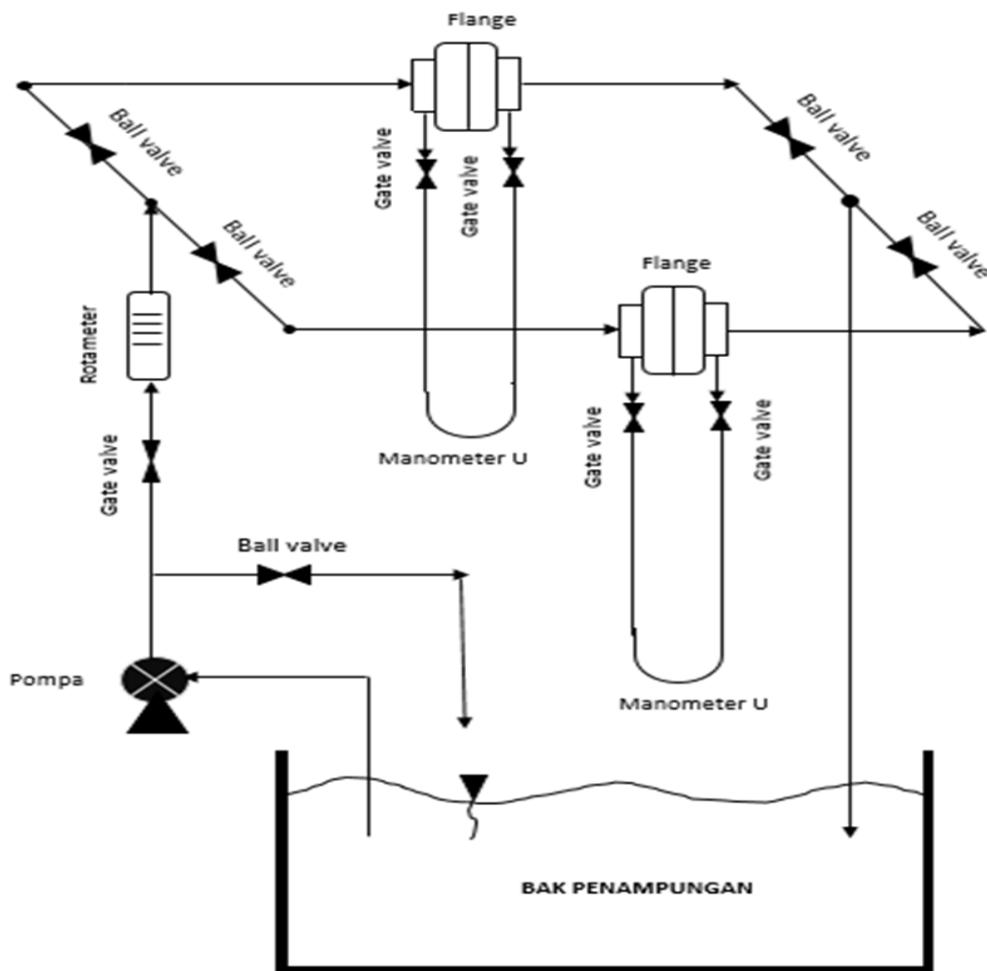 Flange
Ball valve
Gate valve
Gate valve
Ball valve
Ball valve
Flange
Ball valve
Rotameter
Gate valve
Manometer U
Gate valve
Gate valve
Ball valve
Pompa
Manometer U
BAK PENAMPUNGAN